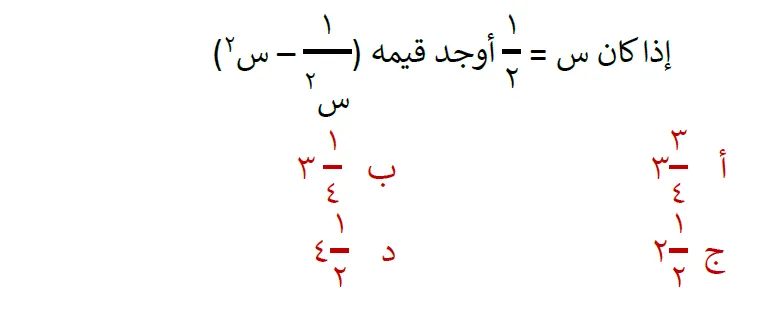 إذا كان س = ١/٢ أوجد قيمه (١/س٢ – س٢)
أ ٣ ٣/٤ ب ٣ ١/٤
ج ٢ ١/٢ د ٤ ١/٢